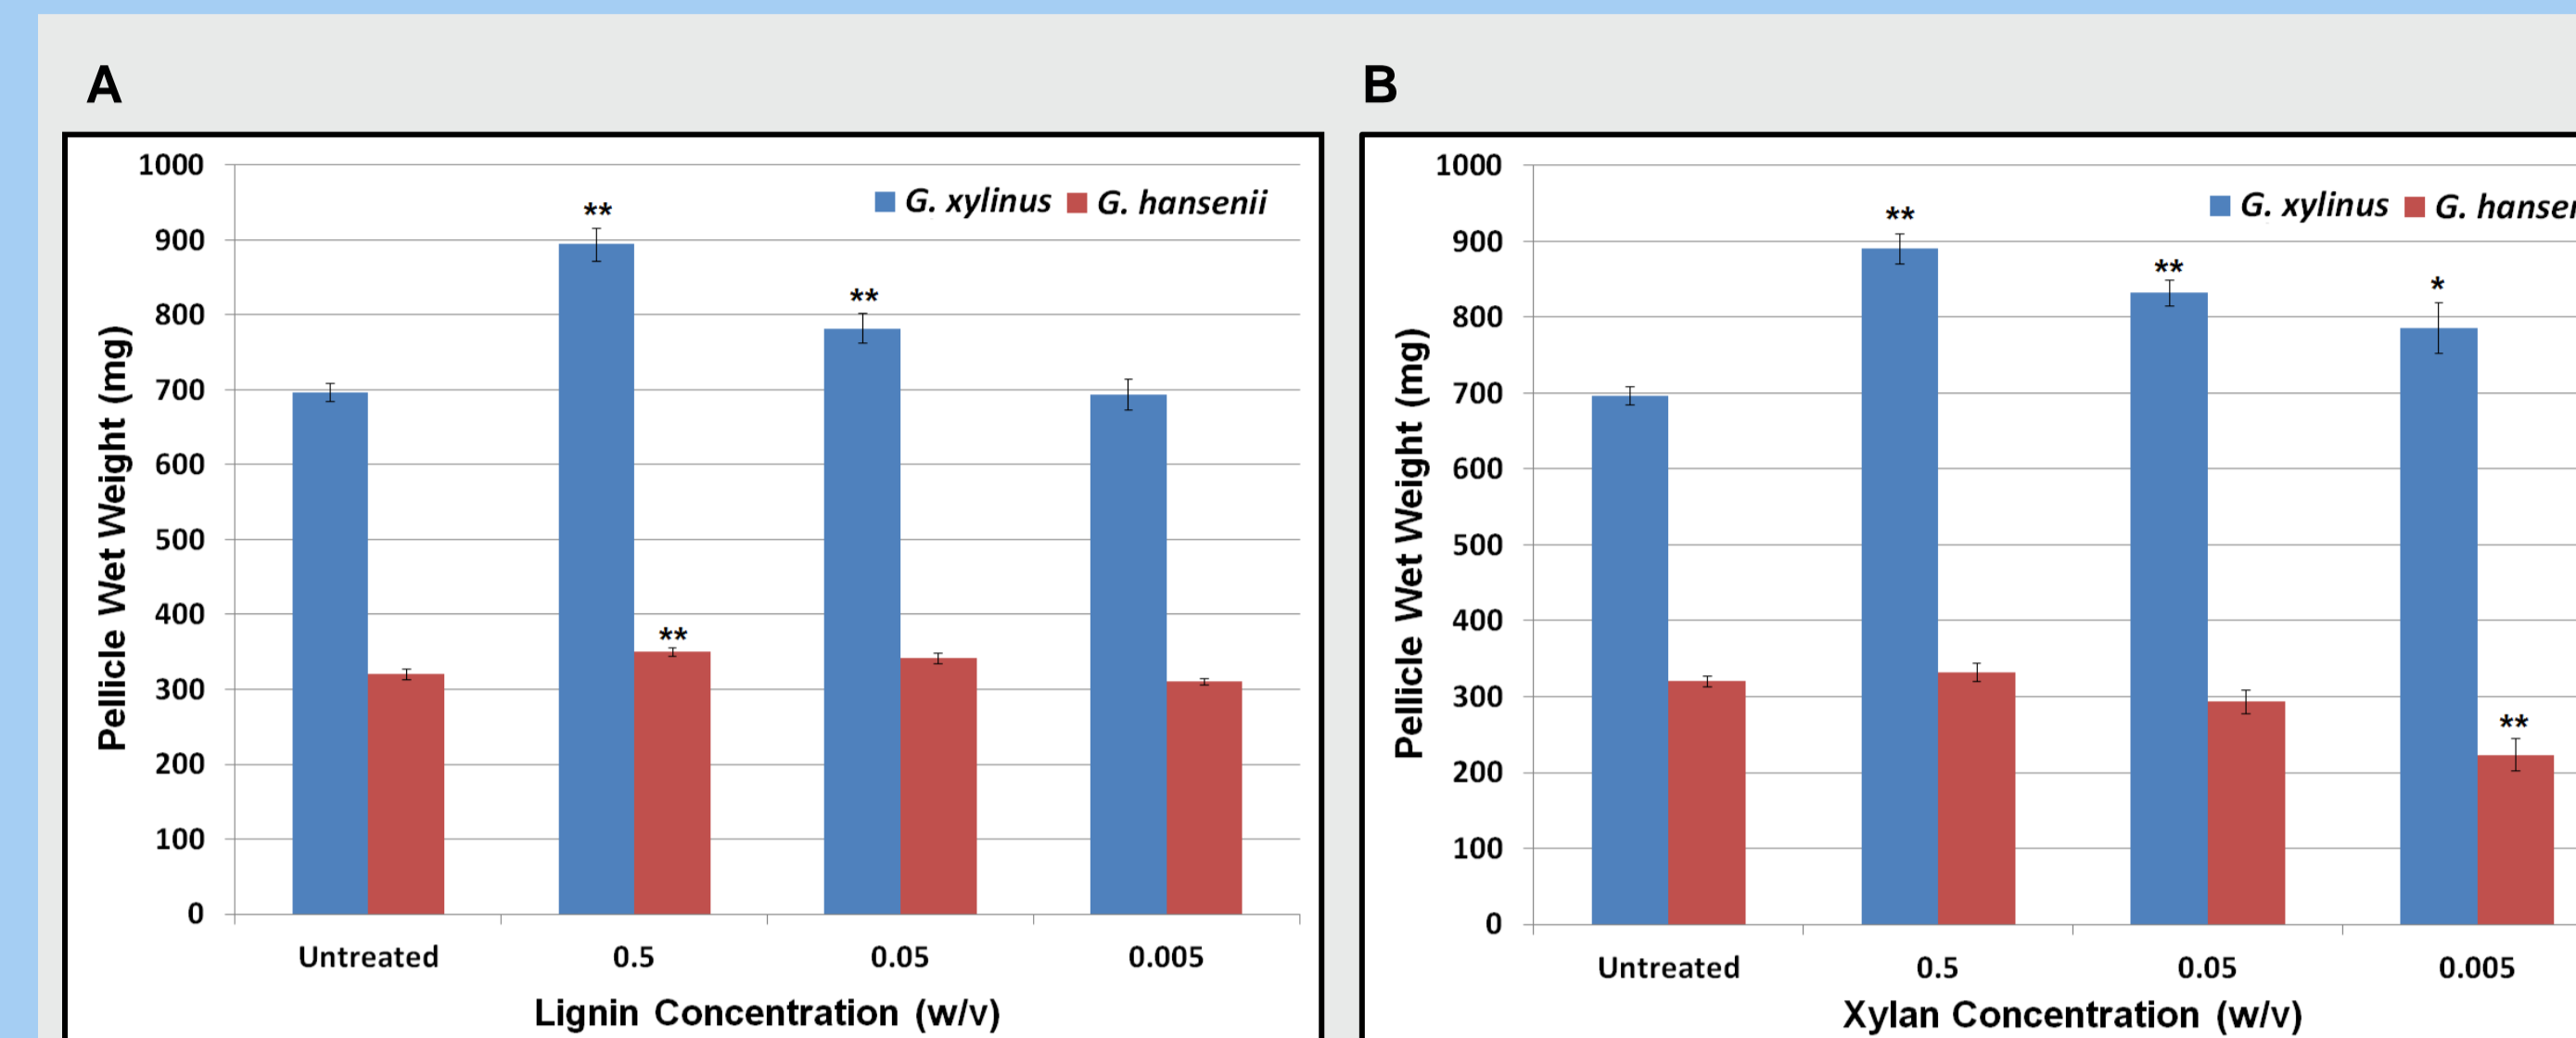 A
B
1000
900
800
700
600
500
400
300
200
100
0
Pellicle Wet Weight (mg)
G. xylinus G. hansenii
**
**
**
Untreated 0.5 0.05 0.005
Lignin Concentration (w/v)
1000
900
800
700
600
500
400
300
200
100
0
Pellicle Wet Weight (mg)
G. xylinus
**
**
*
**
Untreated 0.5 0.05 0.005
Xylan Concentration (w/v)